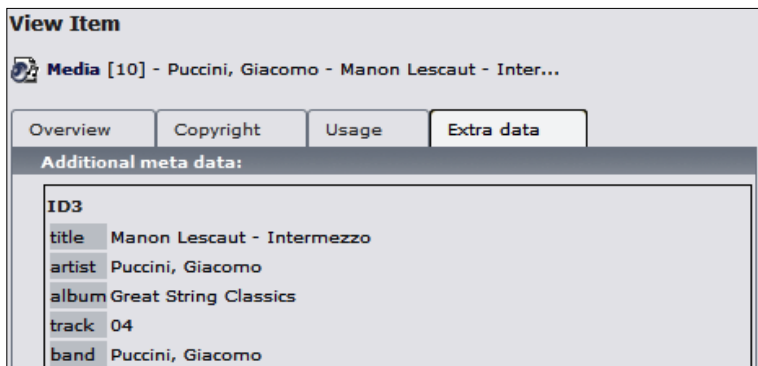 View Item
Media [10] - Puccini, Giacomo - Manon Lescaut - Inter...
Overview Copyright Usage Extra data
Additional meta data:
ID3
title Manon Lescaut - Intermezzo
artist Puccini, Giacomo
album Great String Classics
track 04
band Puccini, Giacomo